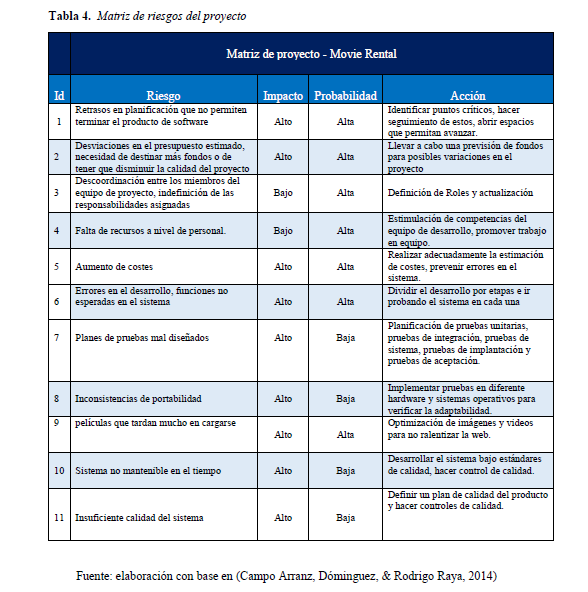 Tabla 4. Matriz de riesgos del proyecto
Matriz de proyecto - Movie Rental
Id Riesgo Impacto Probabilidad Acción
1 Retrasos en planificación que no permiten terminar el producto de software Alto Alta Identificar puntos críticos, hacer seguimiento de estos, abrir espacios que permitan avanzar.
2 Desviaciones en el presupuesto estimado, necesidad de destinar más fondos o de tener que disminuir la calidad del proyecto Alto Alta Llevar a cabo una previsión de fondos para posibles variaciones en el proyecto
3 Descoordinación entre los miembros del equipo de proyecto, indefinición de las responsabilidades asignadas Bajo Alta Definición de Roles y actualización
4 Falta de recursos a nivel de personal. Bajo Alta Estimulación de competencias del equipo de desarrollo, promover trabajo en equipo.
5 Aumento de costes Alto Alta Realizar adecuadamente la estimación de costes, prevenir errores en el sistema.
6 Errores en el desarrollo, funciones no esperadas en el sistema Alto Alta Dividir el desarrollo por etapas e ir probando el sistema en cada una
7 Planes de pruebas mal diseñados Alto Baja Planificación de pruebas unitarias, pruebas de integración, pruebas de sistema, pruebas de implantación y pruebas de aceptación.
8 Inconsistencias de portabilidad Alto Baja Implementar pruebas en diferente hardware y sistemas operativos para verificar la adaptabilidad.
9 películas que tardan mucho en cargarse Alto Alta Optimización de imágenes y videos para no ralentizar la web.
10 Sistema no mantenible en el tiempo Alto Baja Desarrollar el sistema bajo estándares de calidad, hacer control de calidad.
11 Insuficiente calidad del sistema Alto Baja Definir un plan de calidad del producto y hacer controles de calidad.
Fuente: elaboración con base en (Campo Arranz, Dóminguez, & Rodrigo Raya, 2014)